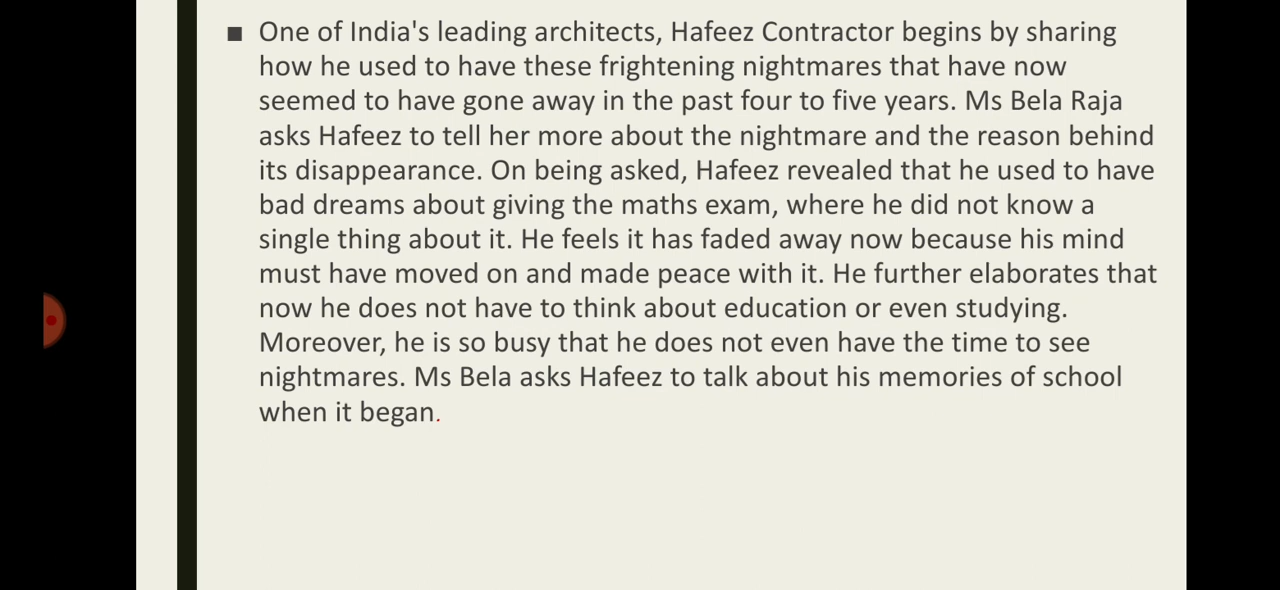 ▪ One of India's leading architects, Hafeez Contractor begins by sharing
how he used to have these frightening nightmares that have now
seemed to have gone away in the past four to five years. Ms Bela Raja
asks Hafeez to tell her more about the nightmare and the reason behind
its disappearance. On being asked, Hafeez revealed that he used to have
bad dreams about giving the maths exam, where he did not know a
single thing about it. He feels it has faded away now because his mind
must have moved on and made peace with it. He further elaborates that
now he does not have to think about education or even studying.
Moreover, he is so busy that he does not even have the time to see
nightmares. Ms Bela asks Hafeez to talk about his memories of school
when it began.